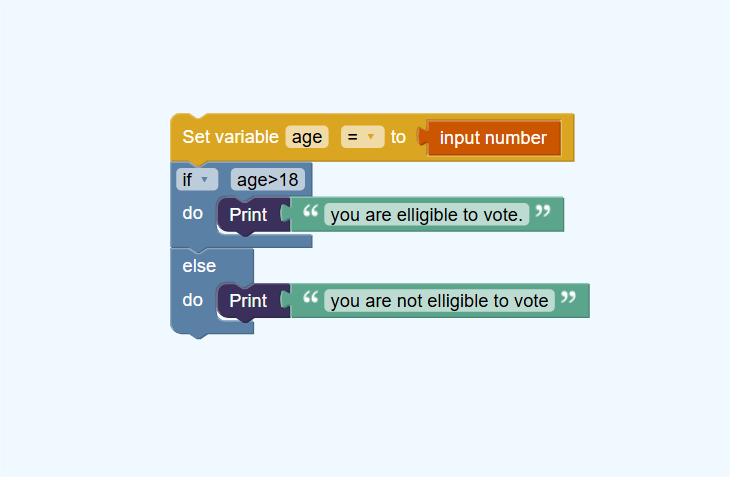 Set variable age = to input number
if age>18
do Print “ you are elligible to vote. ”
else
do Print “ you are not elligible to vote ”